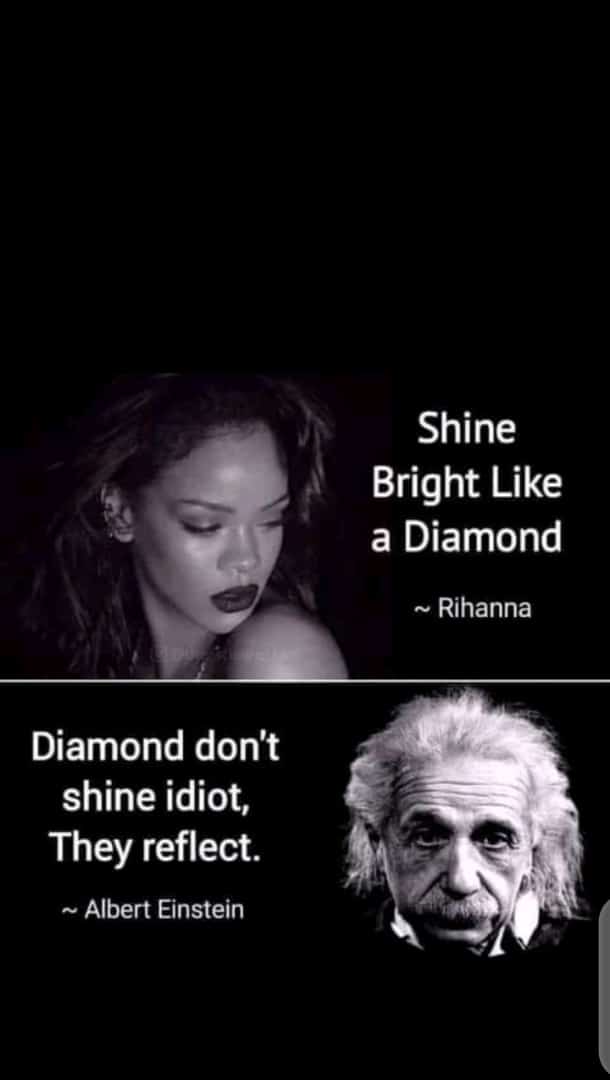 Shine
Bright Like
a Diamond
~ Rihanna
Diamond don't
shine idiot,
They reflect.
~ Albert Einstein